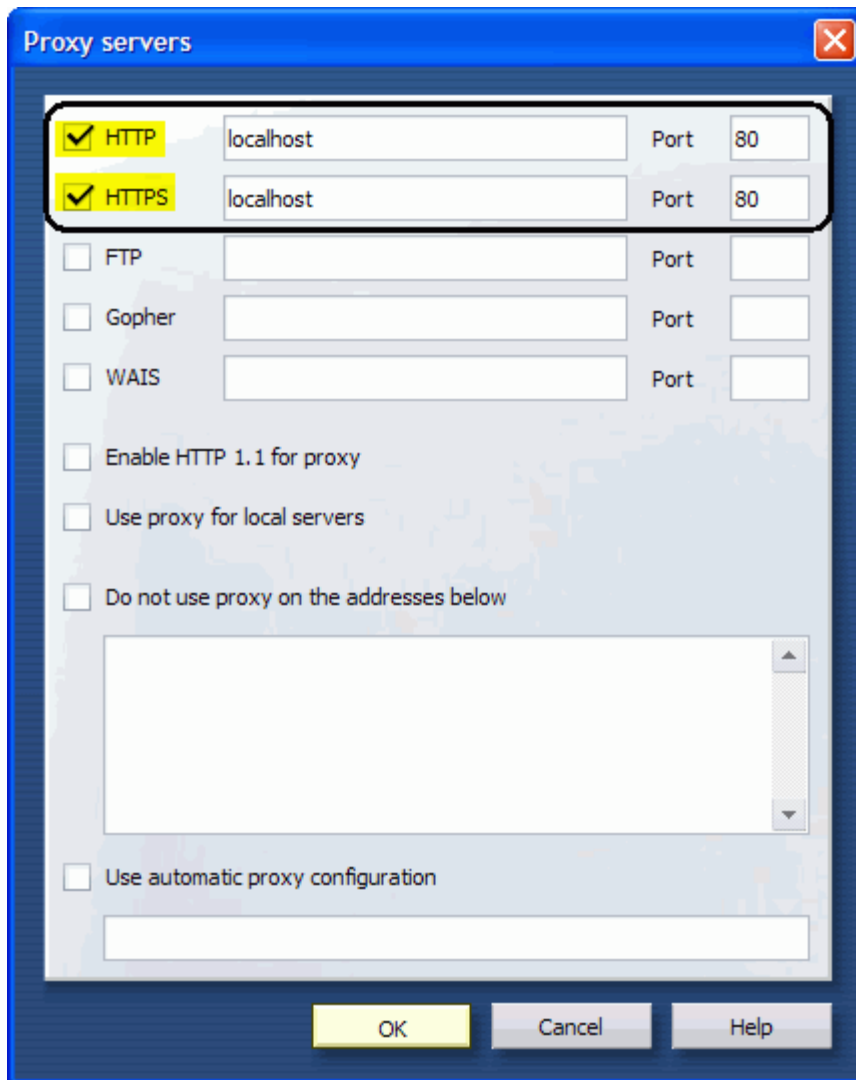 Proxy servers
HTTP localhost Port 80
HTTPS localhost Port 80
FTP Port
Gopher Port
WAIS Port
Enable HTTP 1.1 for proxy
Use proxy for local servers
Do not use proxy on the addresses below
Use automatic proxy configuration
OK Cancel Help